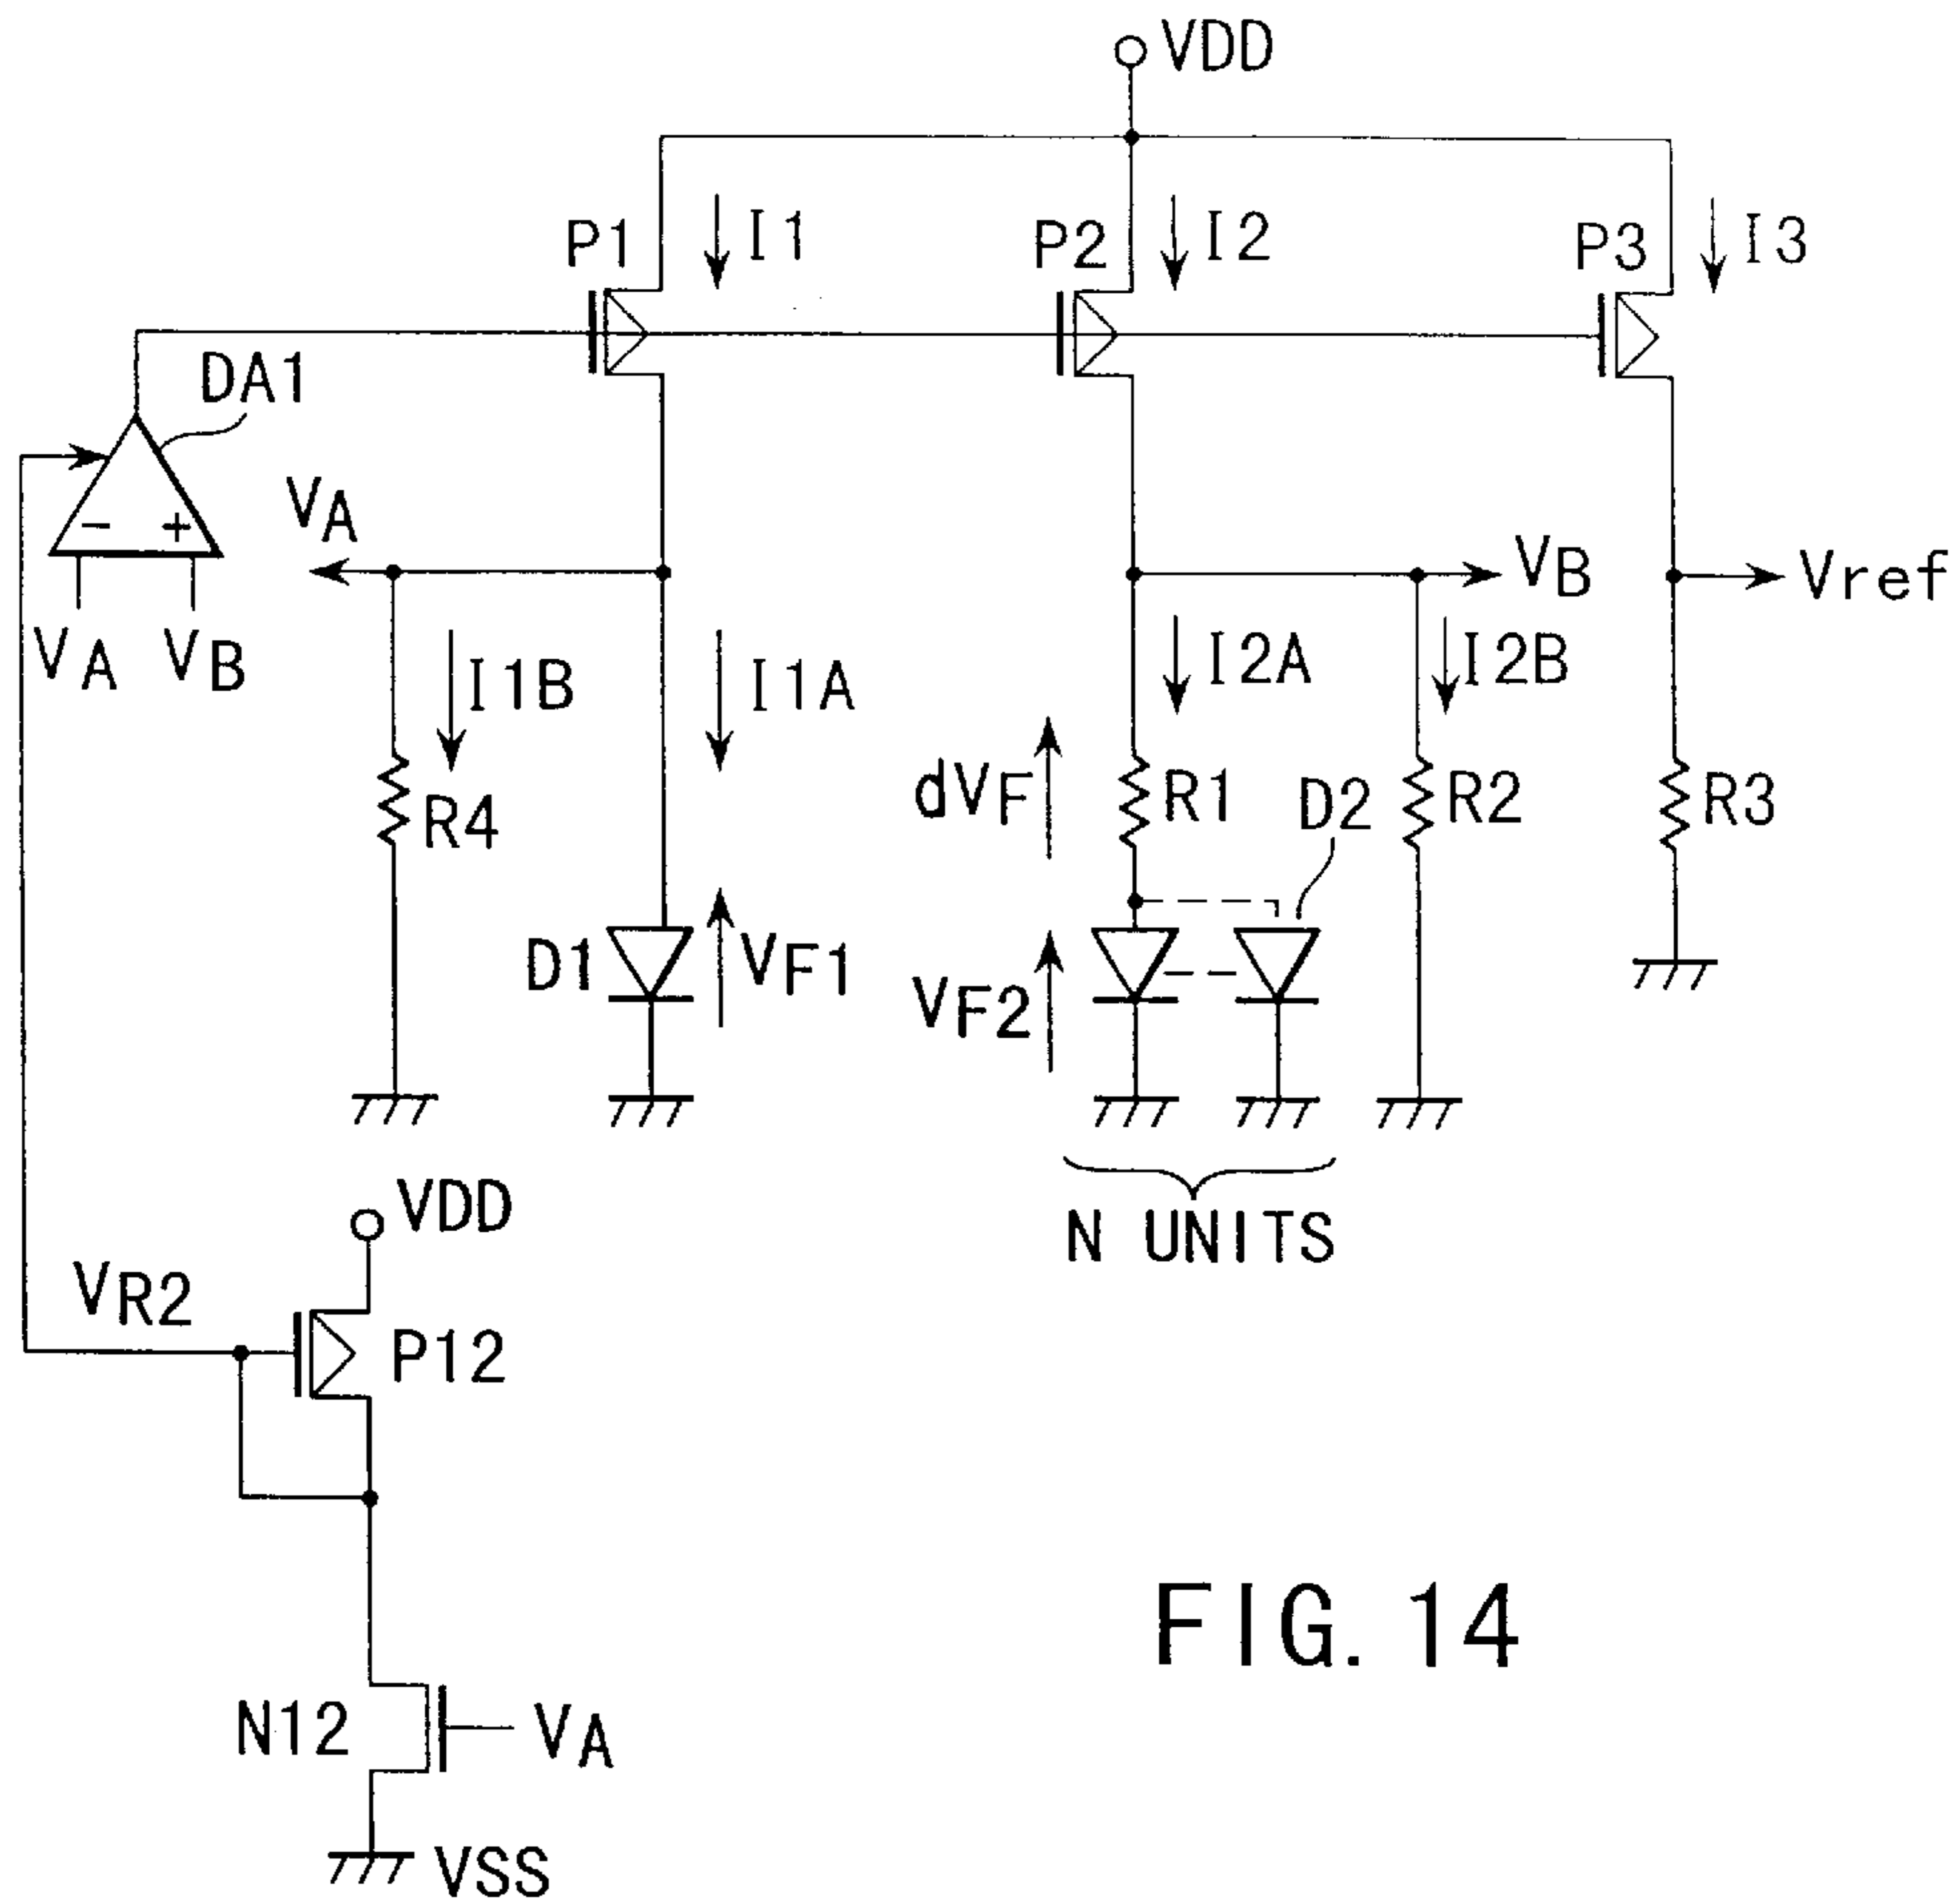 VDD
P1
I1
P2
I2
P3
I3
DA1
VA
VB
Vref
- +
VA VB
I1B
I1A
I2A
I2B
R4
dVF
R1
D2
R2
R3
D1
VF1
VF2
N UNITS
VDD
VR2
P12
N12
VA
VSS
FIG. 14